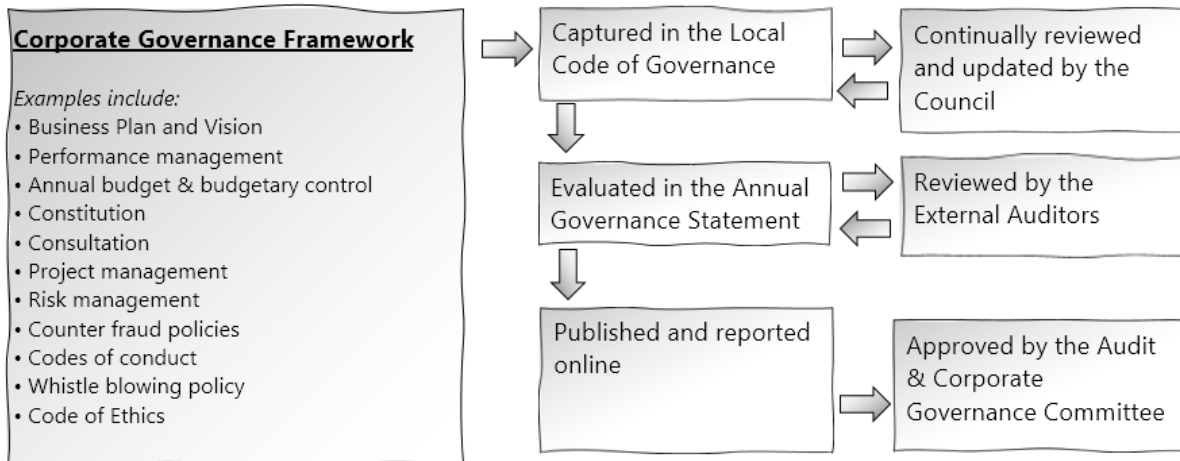 Corporate Governance Framework
Examples include:
• Business Plan and Vision
• Performance management
• Annual budget & budgetary control
• Constitution
• Consultation
• Project management
• Risk management
• Counter fraud policies
• Codes of conduct
• Whistle blowing policy
• Code of Ethics
Captured in the Local
Code of Governance
Continually reviewed
and updated by the
Council
Evaluated in the Annual
Governance Statement
Reviewed by the
External Auditors
Published and reported
online
Approved by the Audit
& Corporate
Governance Committee